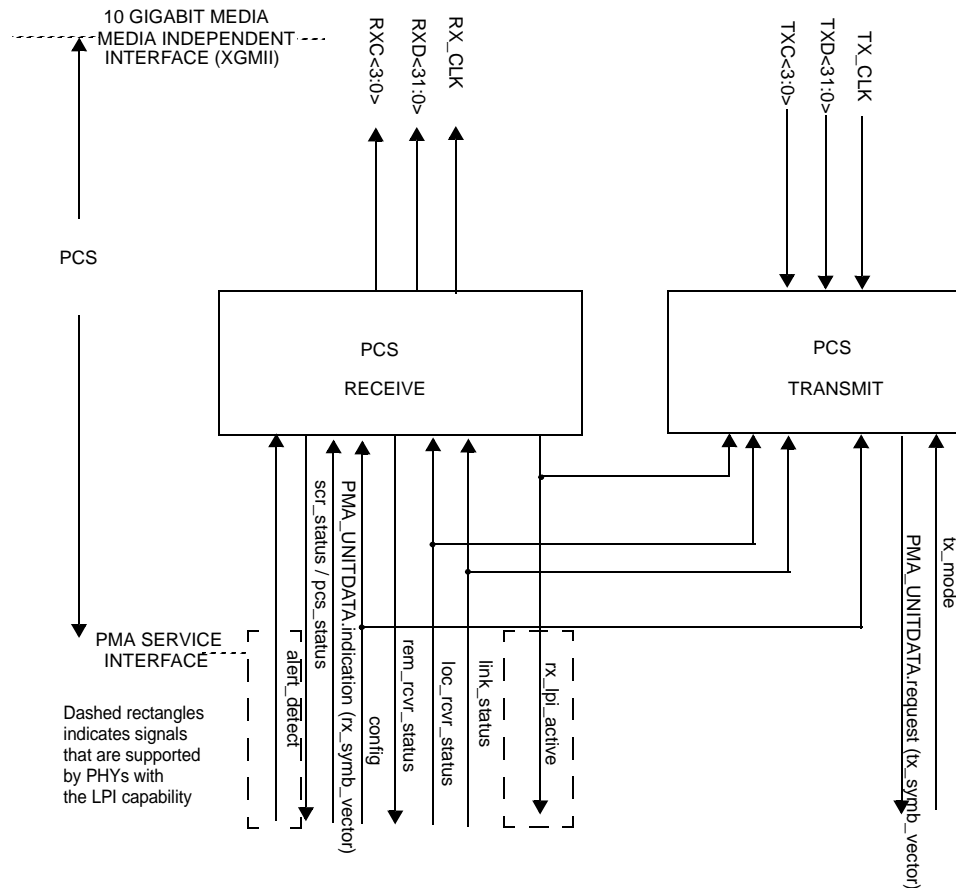 10 GIGABIT MEDIA
MEDIA INDEPENDENT
INTERFACE (XGMII)
RXC<3:0>
RXD<31:0>
RX_CLK
TXC<3:0>
TXD<31:0>
TX_CLK
PCS
PCS
RECEIVE
PCS
TRANSMIT
PMA SERVICE
INTERFACE
Dashed rectangles
indicates signals
that are supported
by PHYs with
the LPI capability
alert_detect
scr_status / pcs_status
PMA_UNITDATA.indication (rx_symb_vector)
config
rem_rcvr_status
loc_rcvr_status
link_status
rx_lpi_active
PMA_UNITDATA.request (tx_symb_vector)
tx_mode